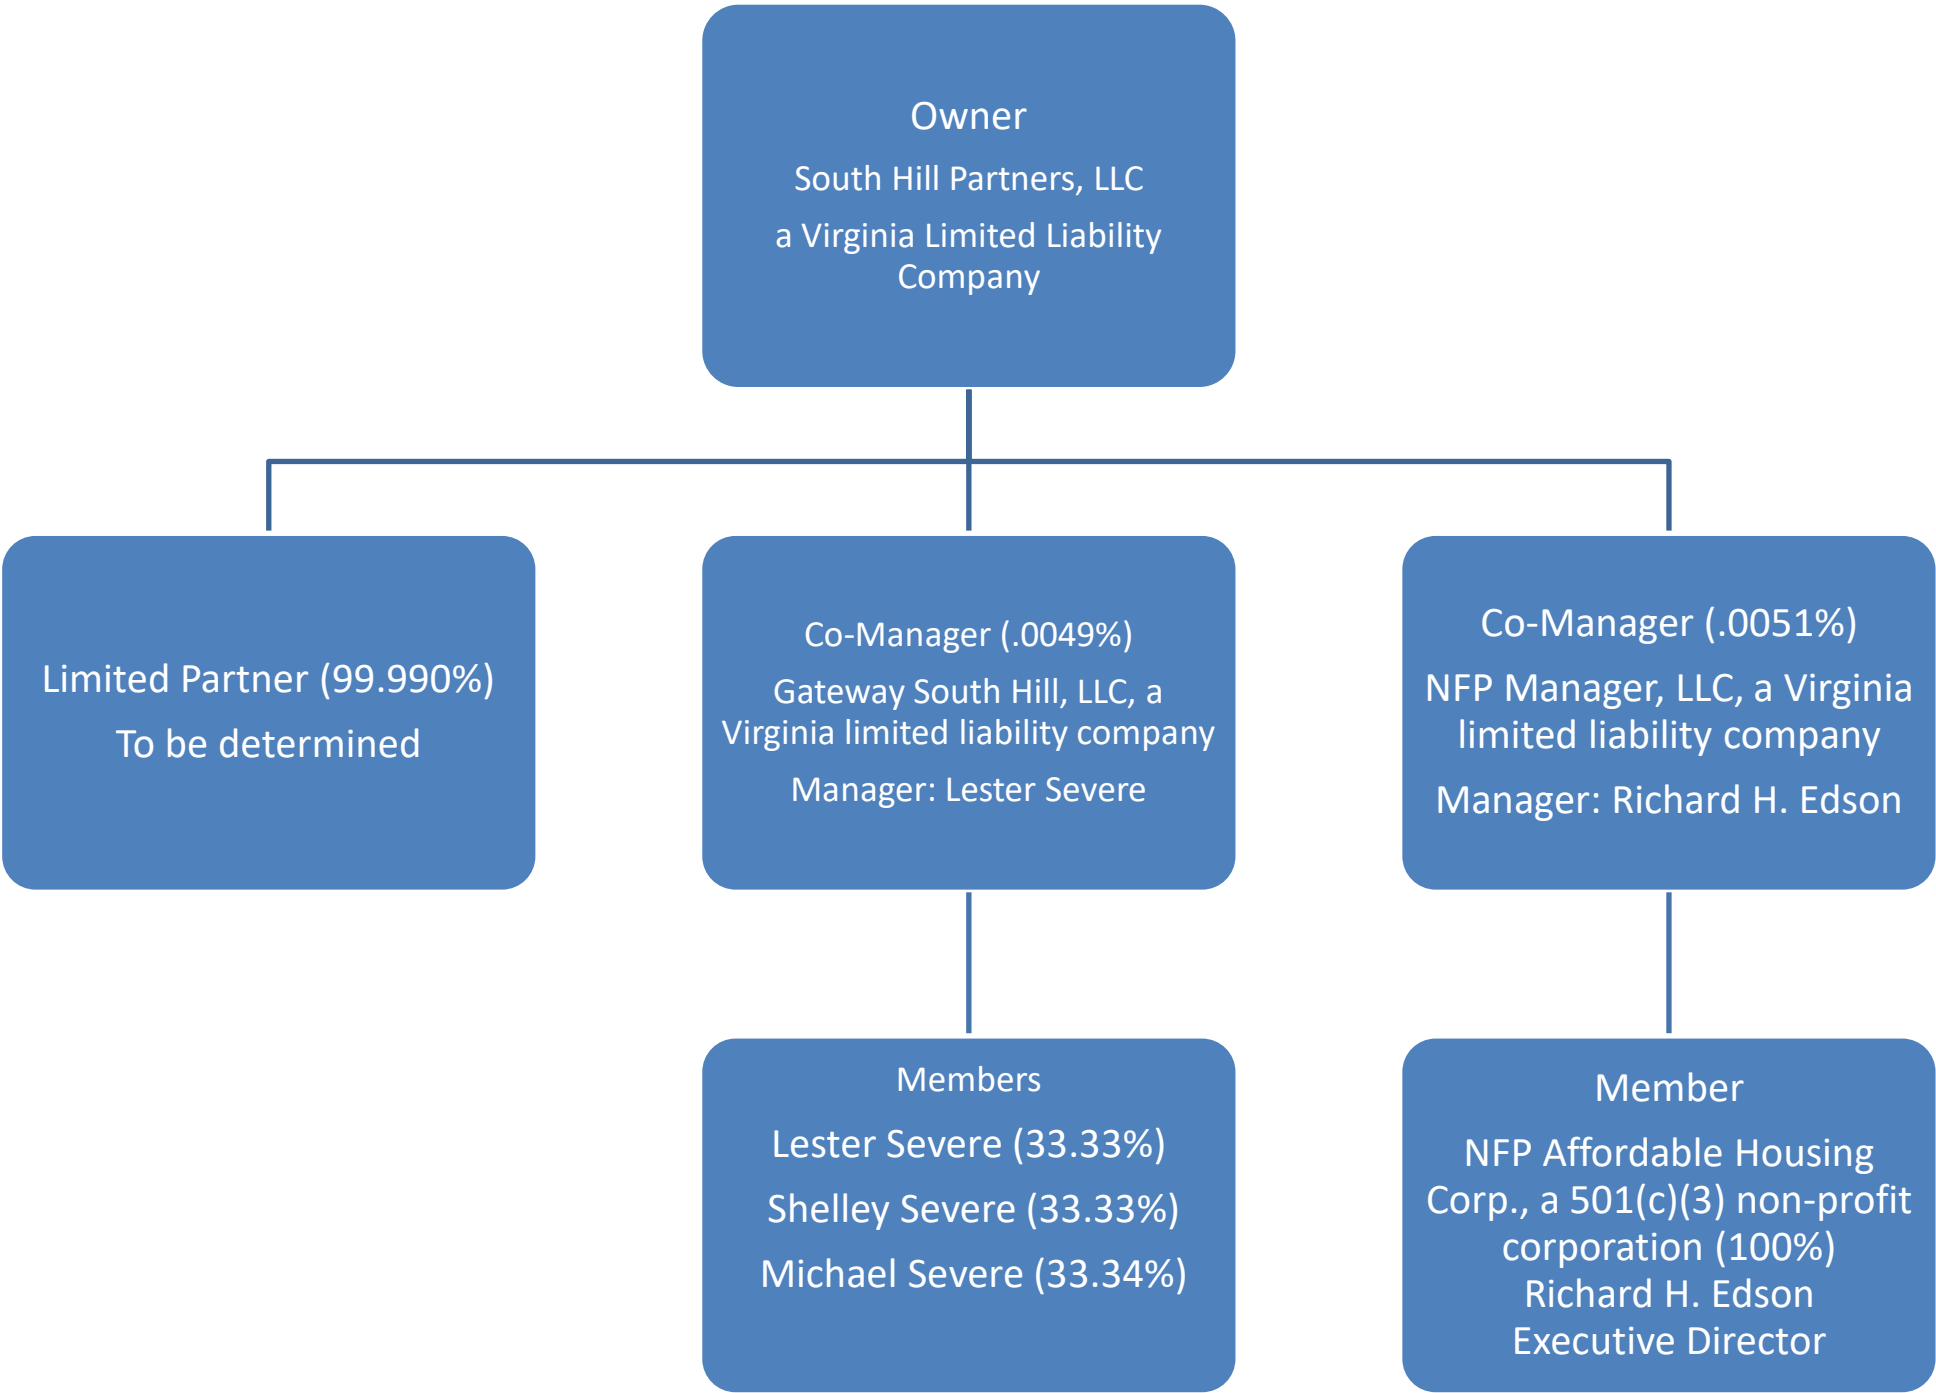 Owner
South Hill Partners, LLC
a Virginia Limited Liability
Company
Limited Partner (99.990%)
To be determined
Co-Manager (.0049%)
Gateway South Hill, LLC, a
Virginia limited liability company
Manager: Lester Severe
Co-Manager (.0051%)
NFP Manager, LLC, a Virginia
limited liability company
Manager: Richard H. Edson
Members
Lester Severe (33.33%)
Shelley Severe (33.33%)
Michael Severe (33.34%)
Member
NFP Affordable Housing
Corp., a 501(c)(3) non-profit
corporation (100%)
Richard H. Edson
Executive Director